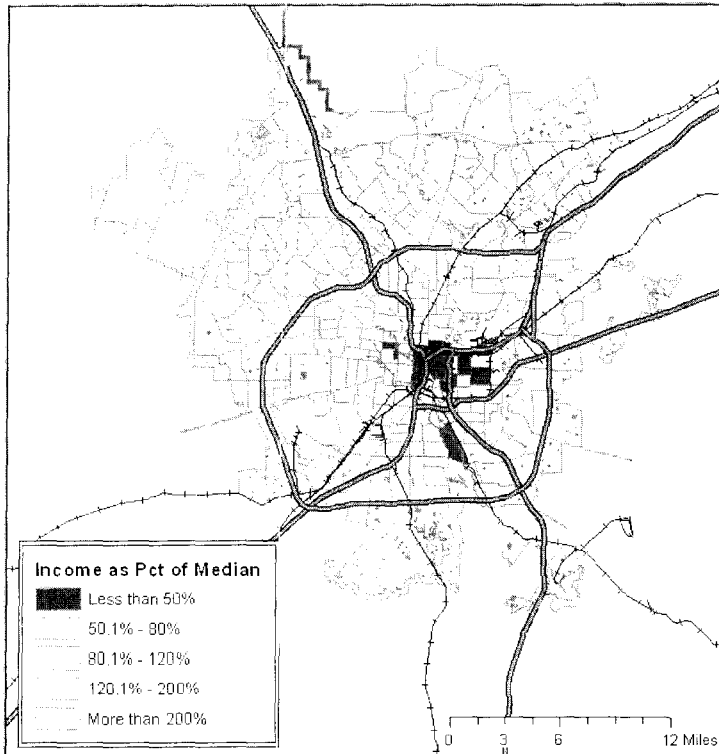 Income as Pct of Median
Less than 50%
50.1% - 80%
80.1% - 120%
120.1% - 200%
More than 200%
0 3 6 12 Miles